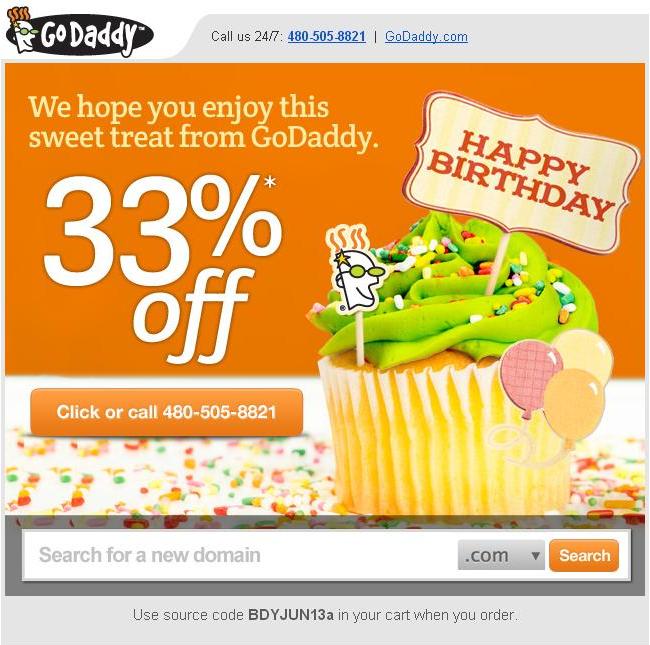 GoDaddy™
Call us 24/7: 480-505-8821 | GoDaddy.com
We hope you enjoy this
sweet treat from GoDaddy.
33%*
off
HAPPY
BIRTHDAY
®
Click or call 480-505-8821
Search for a new domain
.com ▼
Search
Use source code BDYJUN13a in your cart when you order.